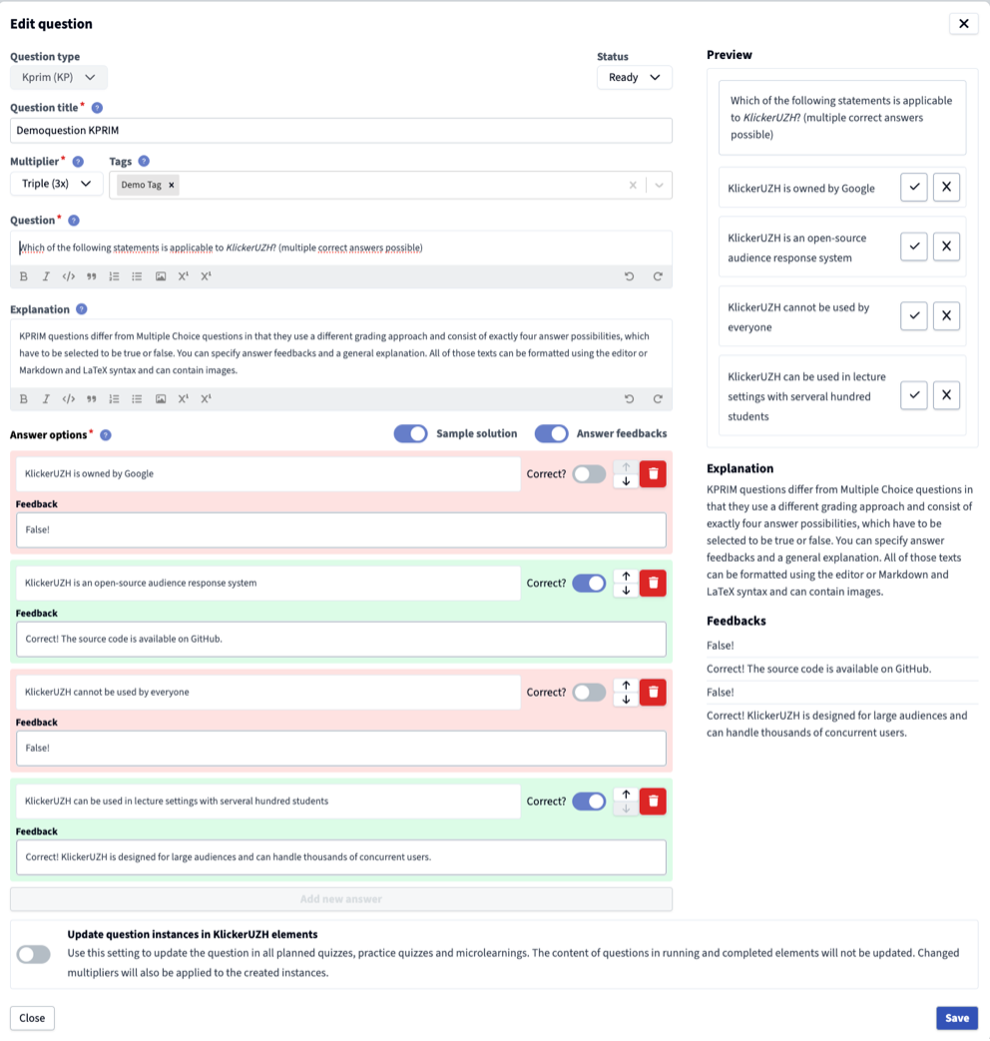 Edit question
Question type
Kprim (KP)
Status
Ready
Question title *
Demoquestion KPRIM
Multiplier *
Triple (3x)
Tags
Demo Tag
Question *
Which of the following statements is applicable to KlickerUZH? (multiple correct answers possible)
Explanation
KPRIM questions differ from Multiple Choice questions in that they use a different grading approach and consist of exactly four answer possibilities, which
have to be selected to be true or false. You can specify answer feedbacks and a general explanation. All of those texts can be formatted using the editor or
Markdown and LaTeX syntax and can contain images.
Answer options *
Sample solution
Answer feedbacks
KlickerUZH is owned by Google
Correct?
Feedback
False!
KlickerUZH is an open-source audience response system
Correct?
Feedback
Correct! The source code is available on GitHub.
KlickerUZH cannot be used by everyone
Correct?
Feedback
False!
KlickerUZH can be used in lecture settings with serveral hundred students
Correct?
Feedback
Correct! KlickerUZH is designed for large audiences and can handle thousands of concurrent users.
Add new answer
Preview
Which of the following statements is applicable
to KlickerUZH? (multiple correct answers
possible)
KlickerUZH is owned by Google
KlickerUZH is an open-source
audience response system
KlickerUZH cannot be used by
everyone
KlickerUZH can be used in lecture
settings with serveral hundred
students
Explanation
KPRIM questions differ from Multiple Choice questions in
that they use a different grading approach and consist of
exactly four answer possibilities, which have to be
selected to be true or false. You can specify answer
feedbacks and a general explanation. All of those texts
can be formatted using the editor or Markdown and
LaTeX syntax and can contain images.
Feedbacks
False!
Correct! The source code is available on GitHub.
False!
Correct! KlickerUZH is designed for large audiences and
can handle thousands of concurrent users.
Update question instances in KlickerUZH elements
Use this setting to update the question in all planned quizzes, practice quizzes and microlearnings. The content of questions in running and completed elements will not be updated. Changed
multipliers will also be applied to the created instances.
Close
Save